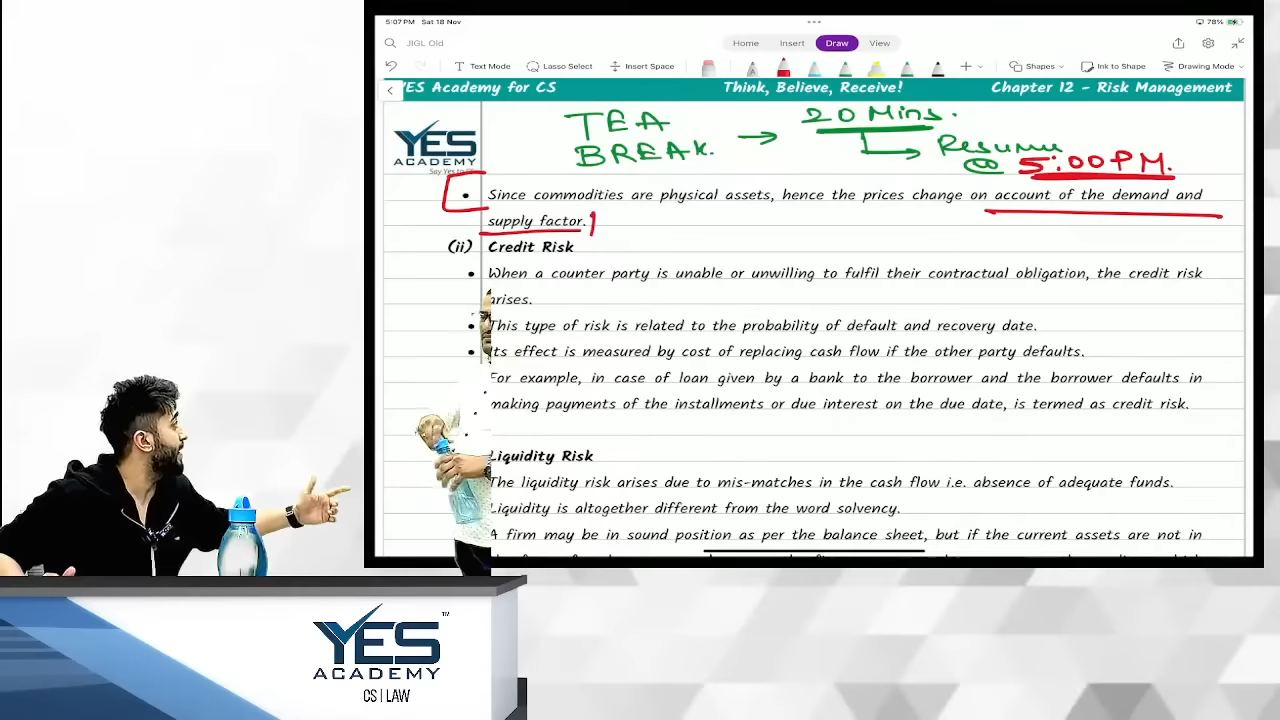 5:07 PM Sat 18 Nov
78%
JIGL Old
Home Insert Draw View
Text Mode Lasso Select Insert Space Shapes Ink to Shape Drawing Mode
YES Academy for CS Think, Believe, Receive! Chapter 12 - Risk Management
TEA BREAK. → 20 Mins.
Resume @ 5:00 PM.
YES
ACADEMY
Say Yes to
• Since commodities are physical assets, hence the prices change on account of the demand and
supply factor.
(ii) Credit Risk
• When a counter party is unable or unwilling to fulfil their contractual obligation, the credit risk
arises.
• This type of risk is related to the probability of default and recovery date.
• Its effect is measured by cost of replacing cash flow if the other party defaults.
For example, in case of loan given by a bank to the borrower and the borrower defaults in
making payments of the installments or due interest on the due date, is termed as credit risk.
Liquidity Risk
The liquidity risk arises due to mis-matches in the cash flow i.e. absence of adequate funds.
Liquidity is altogether different from the word solvency.
A firm may be in sound position as per the balance sheet, but if the current assets are not in
YES™
ACADEMY
CS | LAW